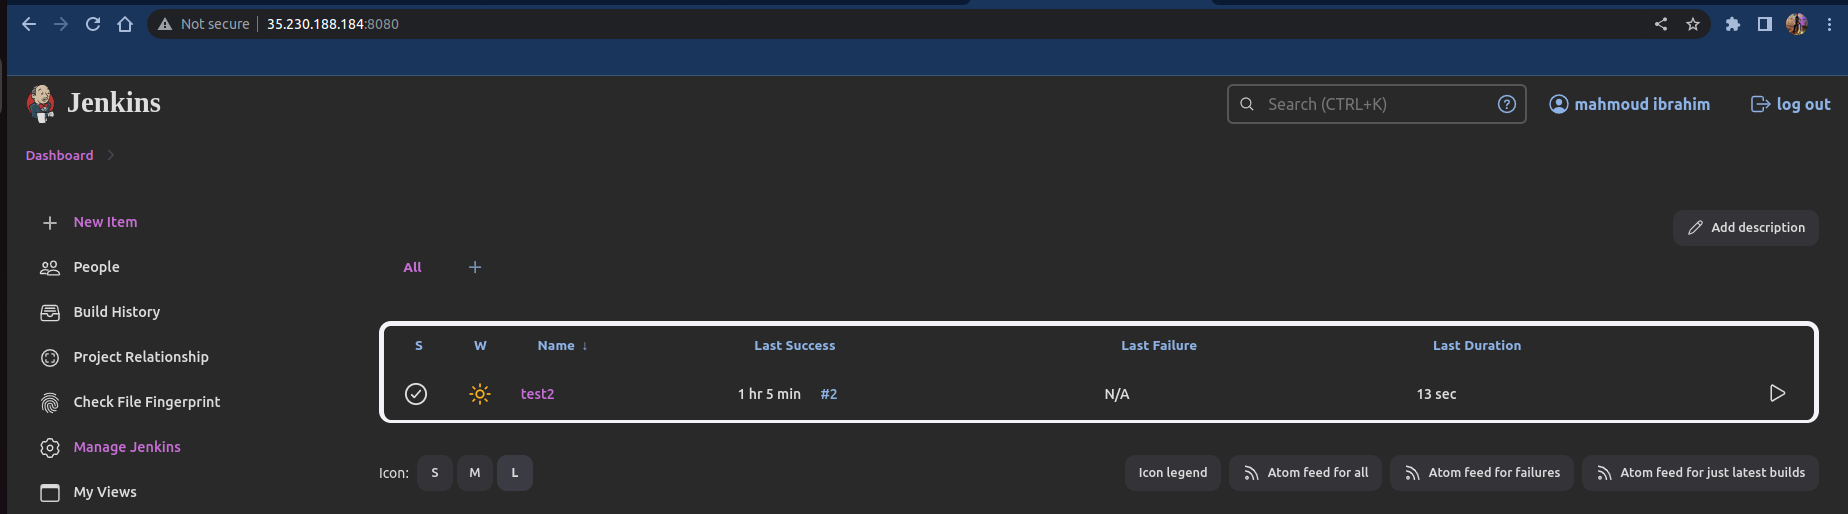 Not secure 35.230.188.184:8080
Jenkins
Search (CTRL+K)
mahmoud ibrahim
log out
Dashboard
New Item
Add description
People
All
Build History
S W Name ↓ Last Success Last Failure Last Duration
Project Relationship
test2 1 hr 5 min #2 N/A 13 sec
Check File Fingerprint
Manage Jenkins
Icon: S M L
Icon legend
Atom feed for all
Atom feed for failures
Atom feed for just latest builds
My Views